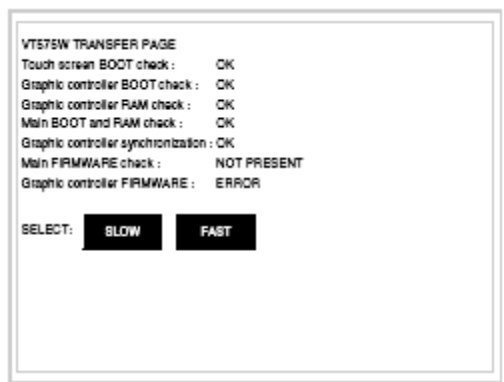 VT575W TRANSFER PAGE
Touch screen BOOT check : OK
Graphic controller BOOT check : OK
Graphic controller RAM check : OK
Main BOOT and RAM check : OK
Graphic controller synchronization : OK
Main FIRMWARE check : NOT PRESENT
Graphic controller FIRMWARE : ERROR
SELECT: SLOW FAST